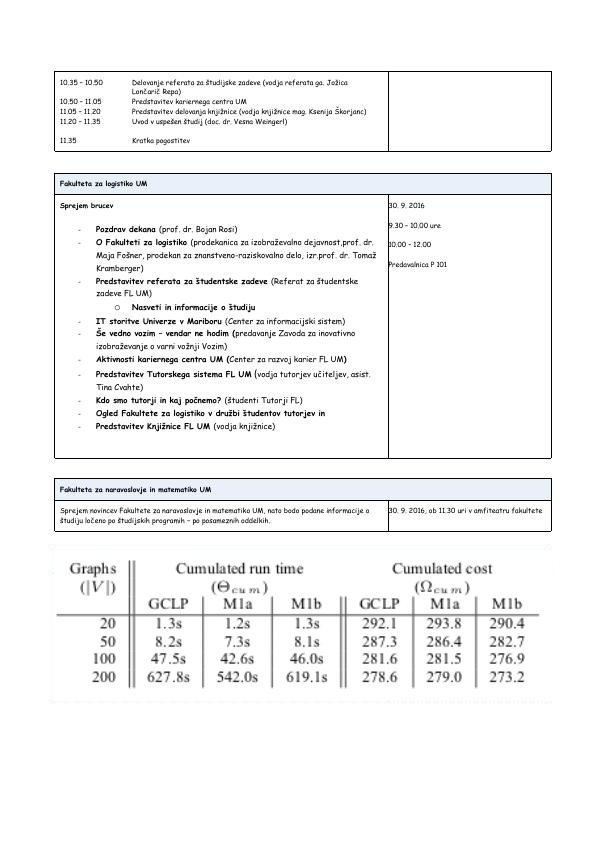 10.35 – 10.50 Delovanje referata za študijske zadeve (vodja referata ga. Jožica
Lončarič Repa)
10.50 – 11.05 Predstavitev kariernega centra UM
11.05 – 11.20 Predstavitev delovanja knjižnice (vodja knjižnice mag. Ksenija Škorjanc)
11.20 – 11.35 Uvod v uspešen študij (doc. dr. Vesna Weingerl)
11.35 Kratka pogostitev
Fakulteta za logistiko UM
Sprejem brucev
- Pozdrav dekana (prof. dr. Bojan Rosi)
- O Fakulteti za logistiko (prodekanica za izobraževalno dejavnost,prof. dr.
Maja Fošner, prodekan za znanstveno-raziskovalno delo, izr.prof. dr. Tomaž
Kramberger)
- Predstavitev referata za študentske zadeve (Referat za študentske
zadeve FL UM)
o Nasveti in informacije o študiju
- IT storitve Univerze v Mariboru (Center za informacijski sistem)
- Še vedno vozim – vendar ne hodim (predavanje Zavoda za inovativno
izobraževanje o varni vožnji Vozim)
- Aktivnosti kariernega centra UM (Center za razvoj karier FL UM)
- Predstavitev Tutorskega sistema FL UM (vodja tutorjev učiteljev, asist.
Tina Cvahte)
- Kdo smo tutorji in kaj počnemo? (študenti Tutorji FL)
- Ogled Fakultete za logistiko v družbi študentov tutorjev in
- Predstavitev Knjižnice FL UM (vodja knjižnice)
30. 9. 2016
9.30 – 10.00 ure
10.00 – 12.00
Predavalnica P 101
Fakulteta za naravoslovje in matematiko UM
Sprejem novincev Fakultete za naravoslovje in matematiko UM, nato bodo podane informacije o
študiju ločeno po študijskih programih – po posameznih oddelkih.
30. 9. 2016, ob 11.30 uri v amfiteatru fakultete
Graphs Cumulated run time Cumulated cost
(|V|) (Θcum) (Ωcum)
GCLP M1a M1b GCLP M1a M1b
20 1.3s 1.2s 1.3s 292.1 293.8 290.4
50 8.2s 7.3s 8.1s 287.3 286.4 282.7
100 47.5s 42.6s 46.0s 281.6 281.5 276.9
200 627.8s 542.0s 619.1s 278.6 279.0 273.2